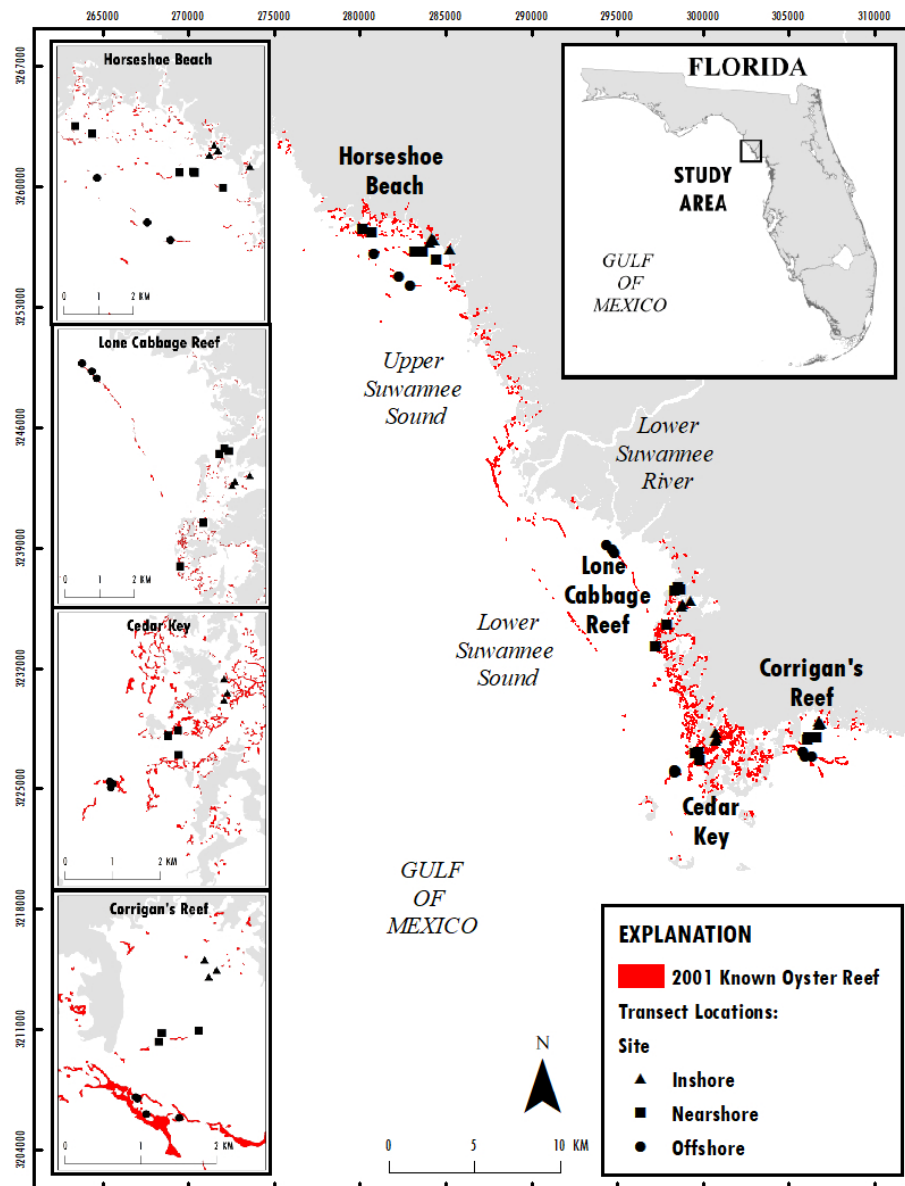 265000 270000 275000 280000 285000 290000 295000 300000 305000 310000
3267000
3260000
3253000
3246000
3239000
3232000
3225000
3218000
3211000
3204000
Horseshoe Beach
0 1 2 KM
Lone Cabbage Reef
0 1 2 KM
Cedar Key
0 1 2 KM
Corrigan's Reef
0 1 2 KM
FLORIDA
STUDY
AREA
GULF
OF
MEXICO
Horseshoe
Beach
Upper
Suwannee
Sound
Lower
Suwannee
River
Lone
Cabbage
Reef
Lower
Suwannee
Sound
Corrigan's
Reef
Cedar
Key
GULF
OF
MEXICO
N
0 5 10 KM
EXPLANATION
2001 Known Oyster Reef
Transect Locations:
Site
Inshore
Nearshore
Offshore